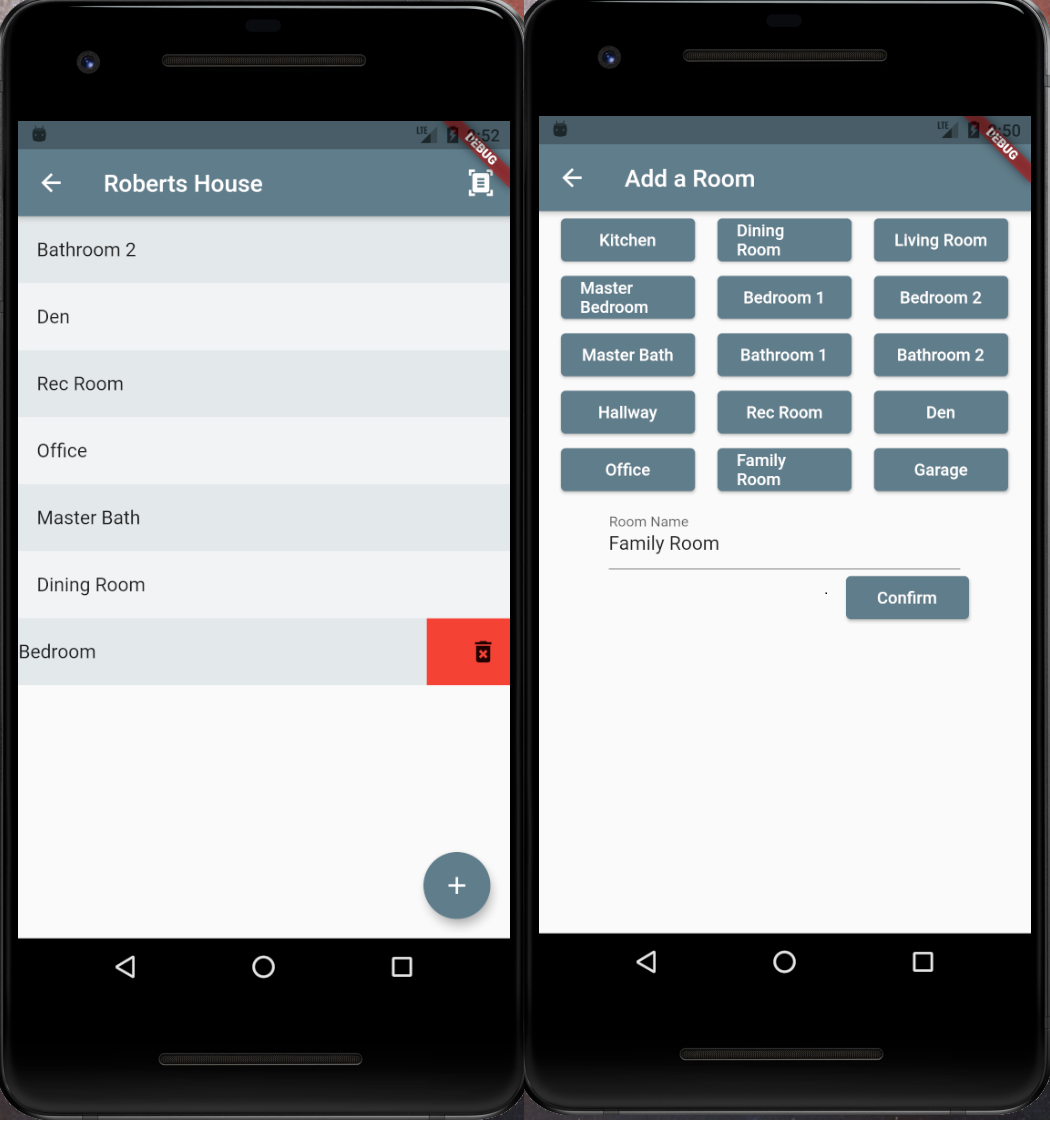 LTE
:52
DEBUG
Roberts House
Bathroom 2
Den
Rec Room
Office
Master Bath
Dining Room
Bedroom
LTE
:50
DEBUG
Add a Room
Kitchen
Dining
Room
Living Room
Master
Bedroom
Bedroom 1
Bedroom 2
Master Bath
Bathroom 1
Bathroom 2
Hallway
Rec Room
Den
Office
Family
Room
Garage
Room Name
Family Room
Confirm